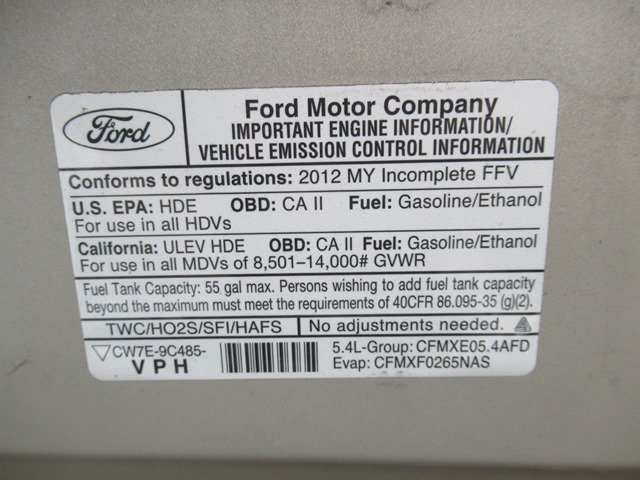 Ford
Ford Motor Company
IMPORTANT ENGINE INFORMATION/
VEHICLE EMISSION CONTROL INFORMATION
Conforms to regulations: 2012 MY Incomplete FFV
U.S. EPA: HDE OBD: CA II Fuel: Gasoline/Ethanol
For use in all HDVs
California: ULEV HDE OBD: CA II Fuel: Gasoline/Ethanol
For use in all MDVs of 8,501–14,000# GVWR
Fuel Tank Capacity: 55 gal max. Persons wishing to add fuel tank capacity
beyond the maximum must meet the requirements of 40CFR 86.095-35 (g)(2).
TWC/HO2S/SFI/HAFS No adjustments needed.
CW7E-9C485-
VPH
5.4L-Group: CFMXE05.4AFD
Evap: CFMXF0265NAS